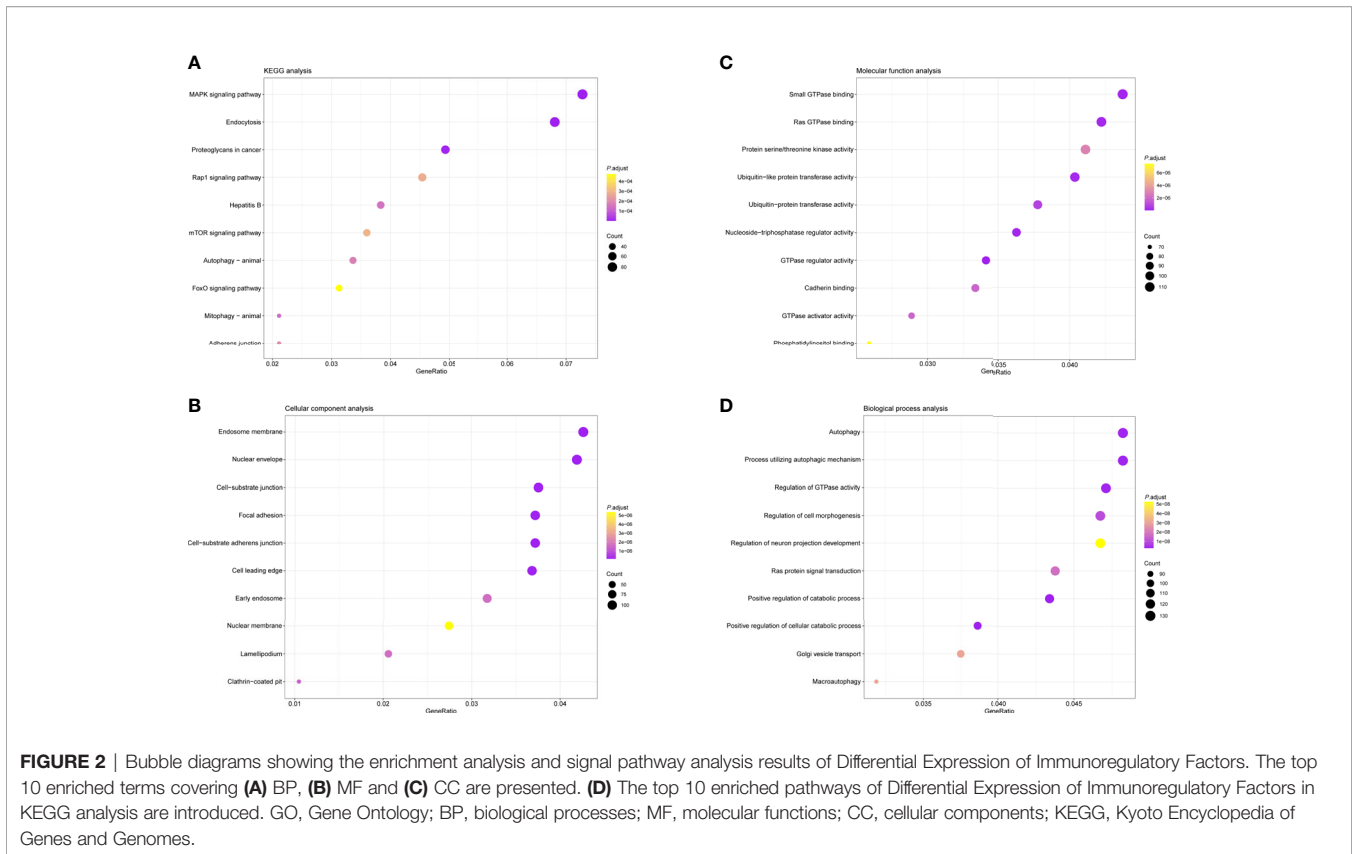 A
KEGG analysis
MAPK signaling pathway
Endocytosis
Proteoglycans in cancer
Rap1 signaling pathway
Hepatitis B
mTOR signaling pathway
Autophagy − animal
FoxO signaling pathway
Mitophagy − animal
Adherens junction
0.02 0.03 0.04 0.05 0.06 0.07
GeneRatio
P.adjust
4e−04
3e−04
2e−04
1e−04
Count
40
60
80
B
Cellular component analysis
Endosome membrane
Nuclear envelope
Cell−substrate junction
Focal adhesion
Cell−substrate adherens junction
Cell leading edge
Early endosome
Nuclear membrane
Lamellipodium
Clathrin−coated pit
0.01 0.02 0.03 0.04
GeneRatio
P.adjust
5e−06
4e−06
3e−06
2e−06
1e−06
Count
50
75
100
C
Molecular function analysis
Small GTPase binding
Ras GTPase binding
Protein serine/threonine kinase activity
Ubiquitin−like protein transferase activity
Ubiquitin−protein transferase activity
Nucleoside−triphosphatase regulator activity
GTPase regulator activity
Cadherin binding
GTPase activator activity
Phosphatidylinositol binding
0.030 0.035 0.040
GeneRatio
P.adjust
6e−06
4e−06
2e−06
Count
70
80
90
100
110
D
Biological process analysis
Autophagy
Process utilizing autophagic mechanism
Regulation of GTPase activity
Regulation of cell morphogenesis
Regulation of neuron projection development
Ras protein signal transduction
Positive regulation of catabolic process
Positive regulation of cellular catabolic process
Golgi vesicle transport
Macroautophagy
0.035 0.040 0.045
GeneRatio
P.adjust
5e−08
4e−08
3e−08
2e−08
1e−08
Count
90
100
110
120
130
FIGURE 2 | Bubble diagrams showing the enrichment analysis and signal pathway analysis results of Differential Expression of Immunoregulatory Factors. The top
10 enriched terms covering (A) BP, (B) MF and (C) CC are presented. (D) The top 10 enriched pathways of Differential Expression of Immunoregulatory Factors in
KEGG analysis are introduced. GO, Gene Ontology; BP, biological processes; MF, molecular functions; CC, cellular components; KEGG, Kyoto Encyclopedia of
Genes and Genomes.